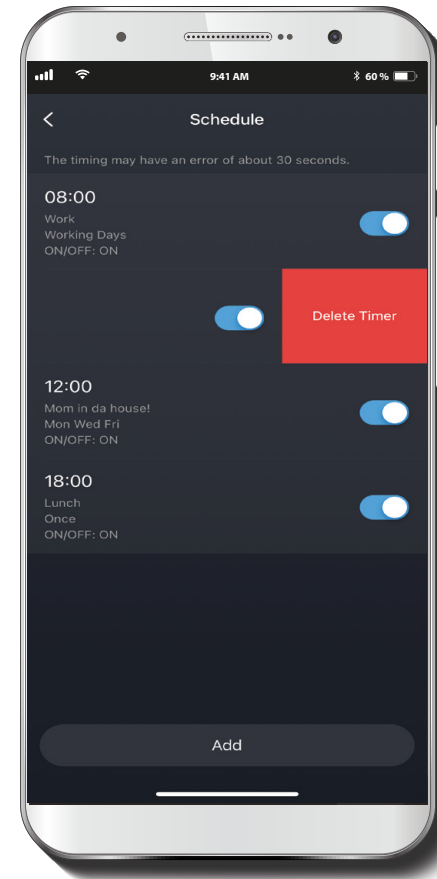 9:41 AM
60 %
Schedule
The timing may have an error of about 30 seconds.
08:00
Work
Working Days
ON/OFF: ON
Delete Timer
12:00
Mom in da house!
Mon Wed Fri
ON/OFF: ON
18:00
Lunch
Once
ON/OFF: ON
Add